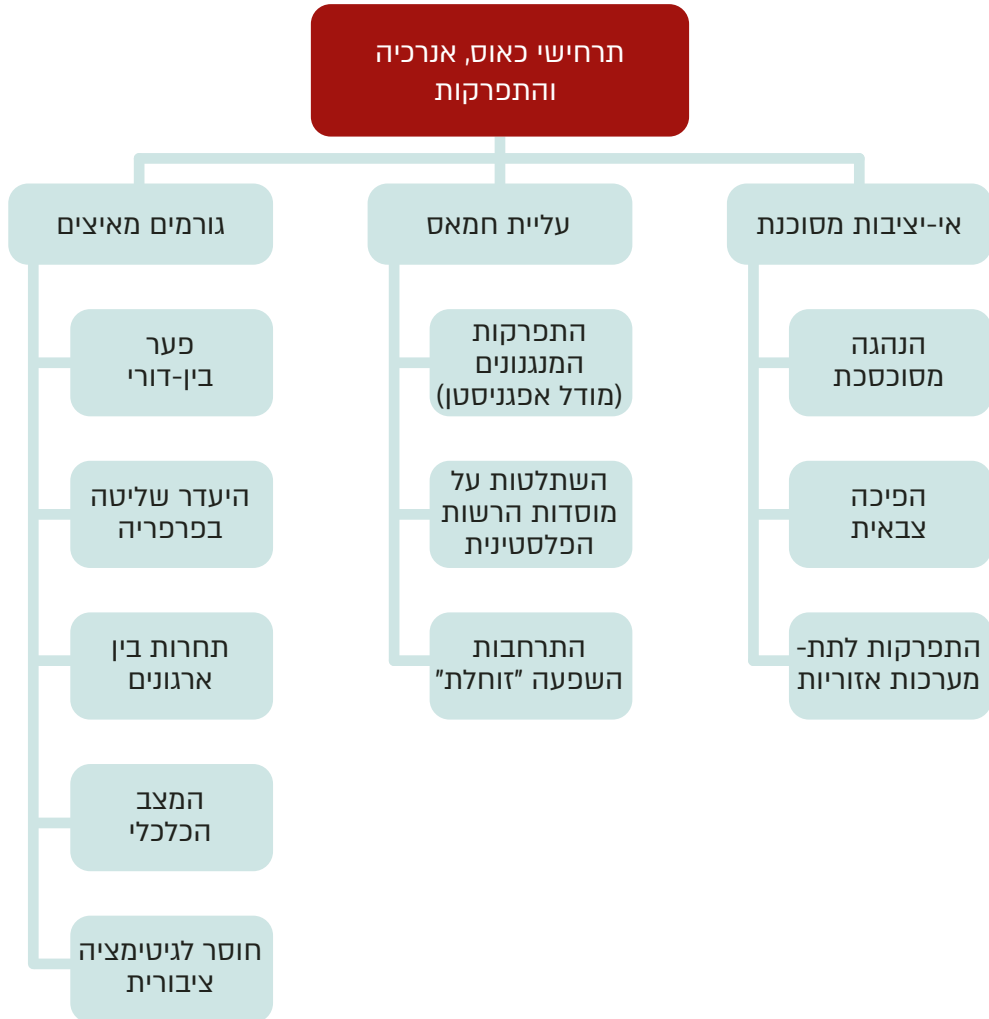 תרחישי כאוס, אנרכיה
והתפרקות
אי-יציבות מסוכנת
הנהגה
מסוכסכת
הפיכה
צבאית
התפרקות לתת-
מערכות אזוריות
עליית חמאס
התפרקות
המנגנונים
(מודל אפגניסטן)
השתלטות על
מוסדות הרשות
הפלסטינית
התרחבות
השפעה "זוחלת"
גורמים מאיצים
פער
בין-דורי
היעדר שליטה
בפרפריה
תחרות בין
ארגונים
המצב
הכלכלי
חוסר לגיטימציה
ציבורית